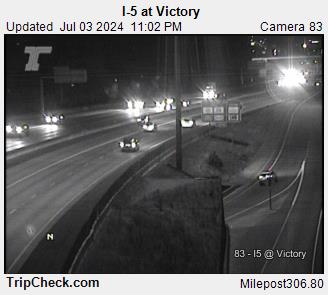 I-5 at Victory
Updated Jul 03 2024 11:02 PM Camera 83
T
N
83 - I5 @ Victory
TripCheck.com Milepost306.80